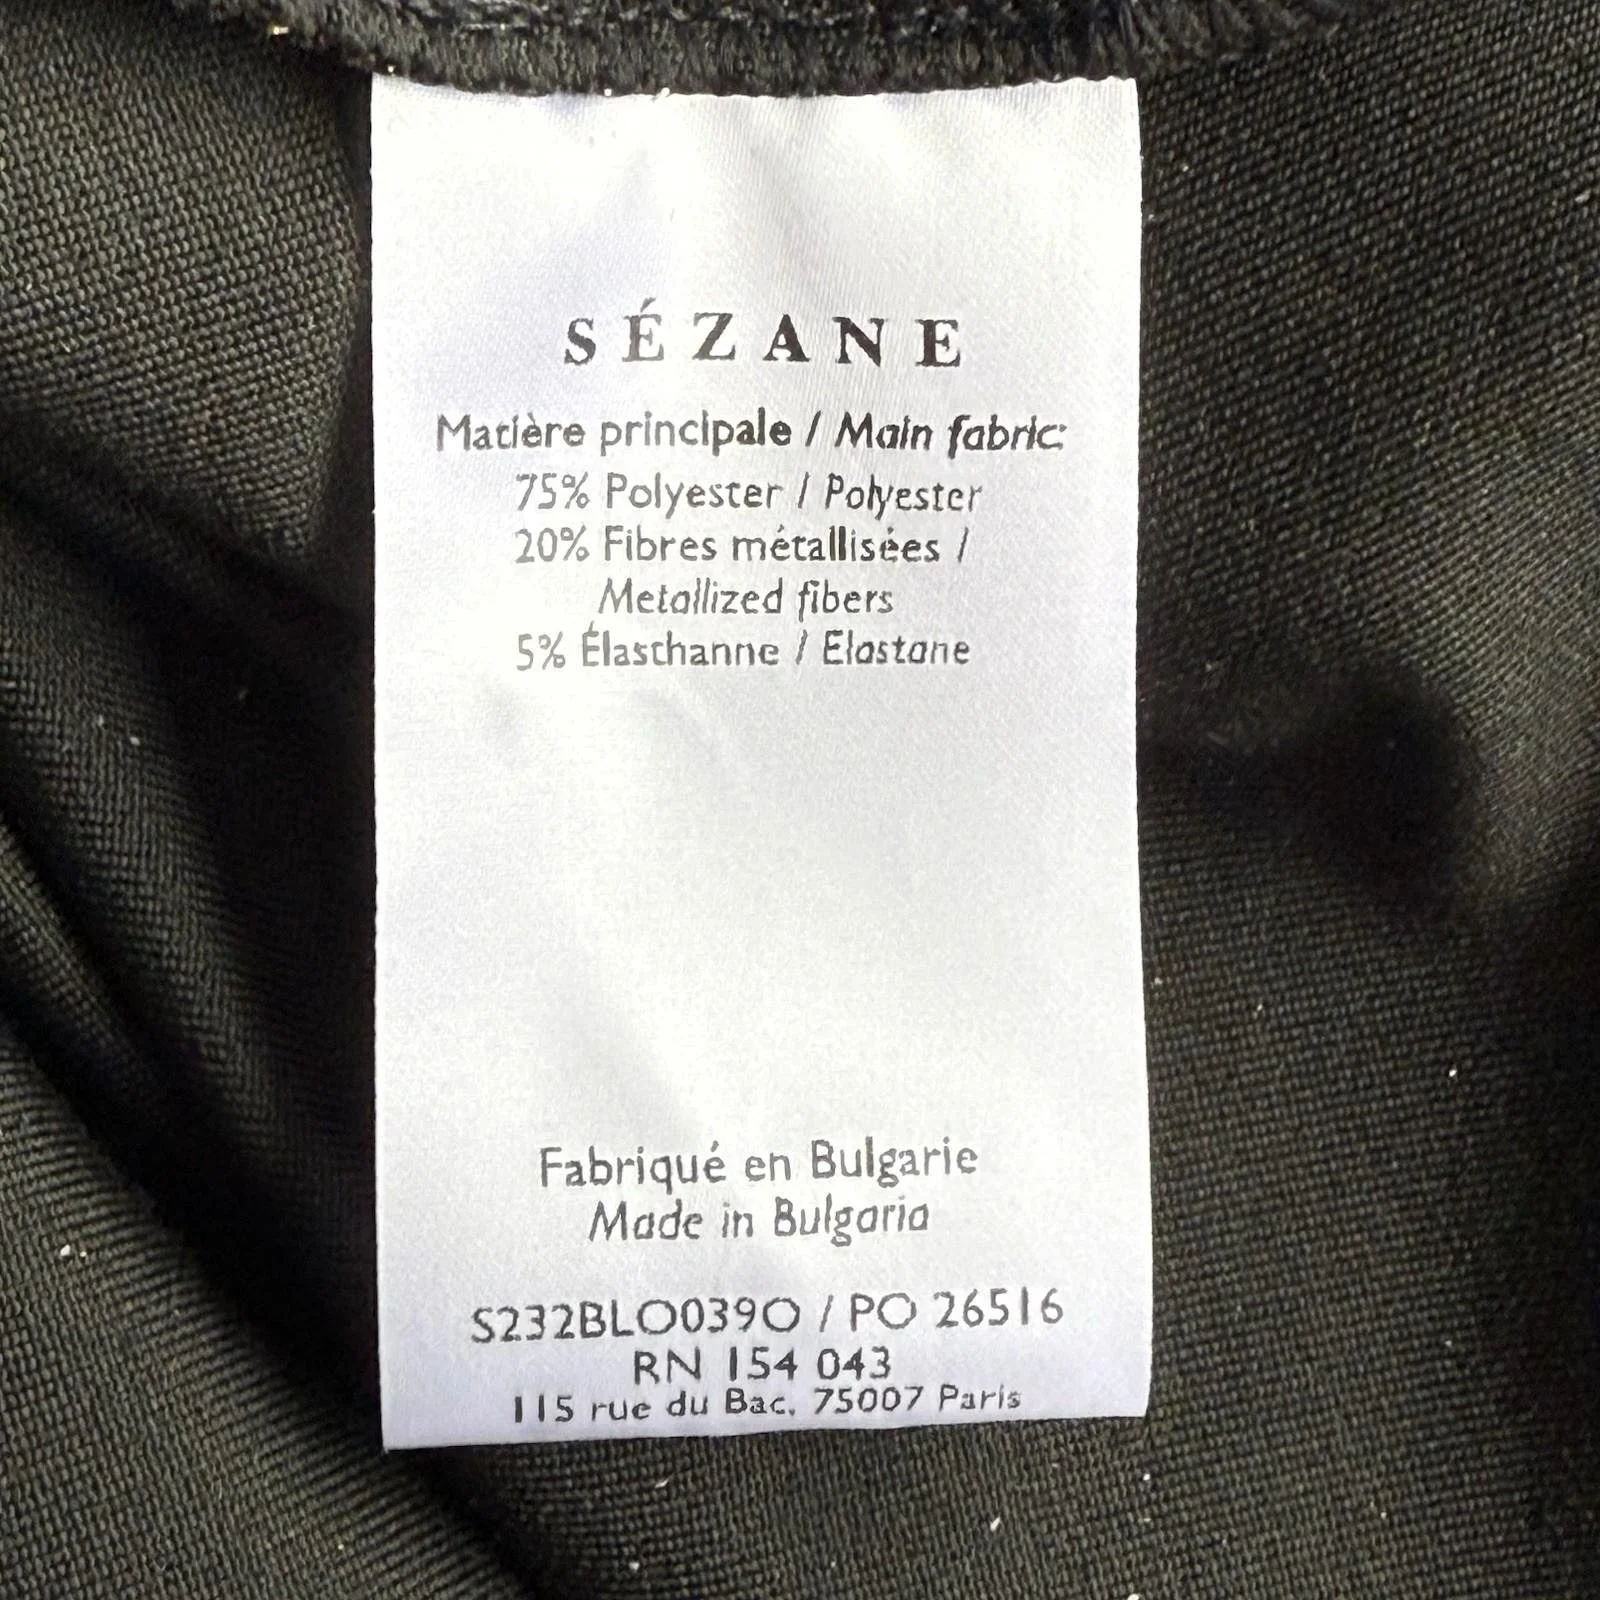 SÉZANE
Matière principale / Main fabric:
75% Polyester / Polyester
20% Fibres métallisées /
Metallized fibers
5% Élasthanne / Elastane
Fabriqué en Bulgarie
Made in Bulgaria
S232BLO039O / PO 26516
RN 154 043
115 rue du Bac, 75007 Paris